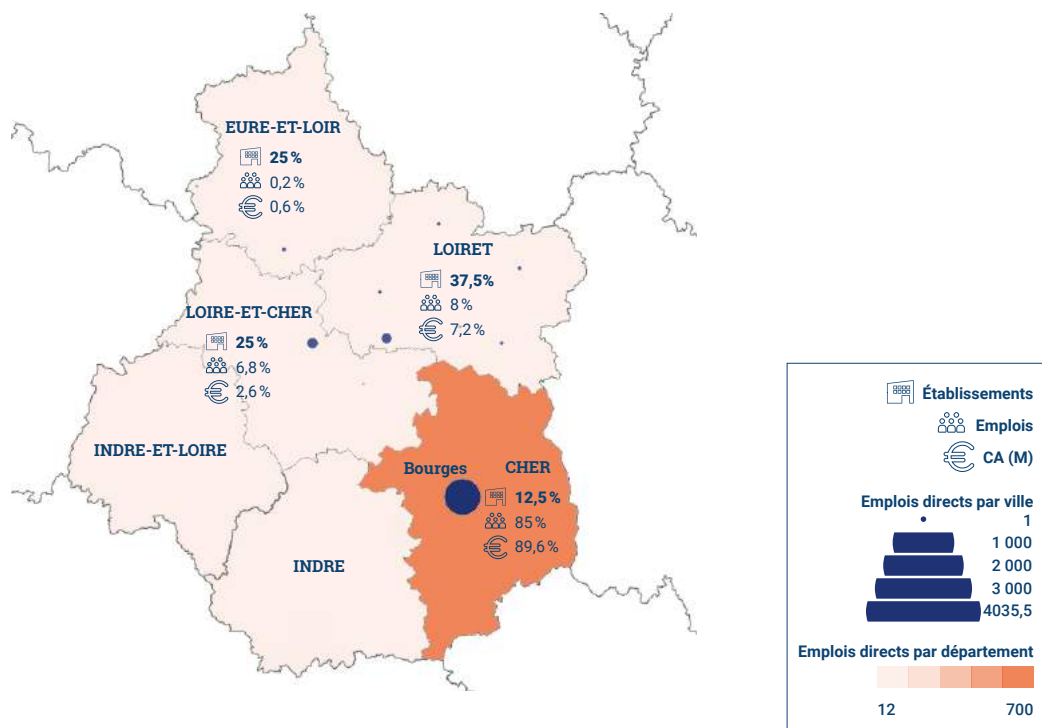 EURE-ET-LOIR
25 %
0,2 %
0,6 %
LOIRET
37,5%
8 %
7,2 %
LOIRE-ET-CHER
25 %
6,8 %
2,6 %
INDRE-ET-LOIRE
Bourges
CHER
12,5 %
85 %
89,6 %
INDRE
Établissements
Emplois
CA (M)
Emplois directs par ville
1
1 000
2 000
3 000
4035,5
Emplois directs par département
12
700